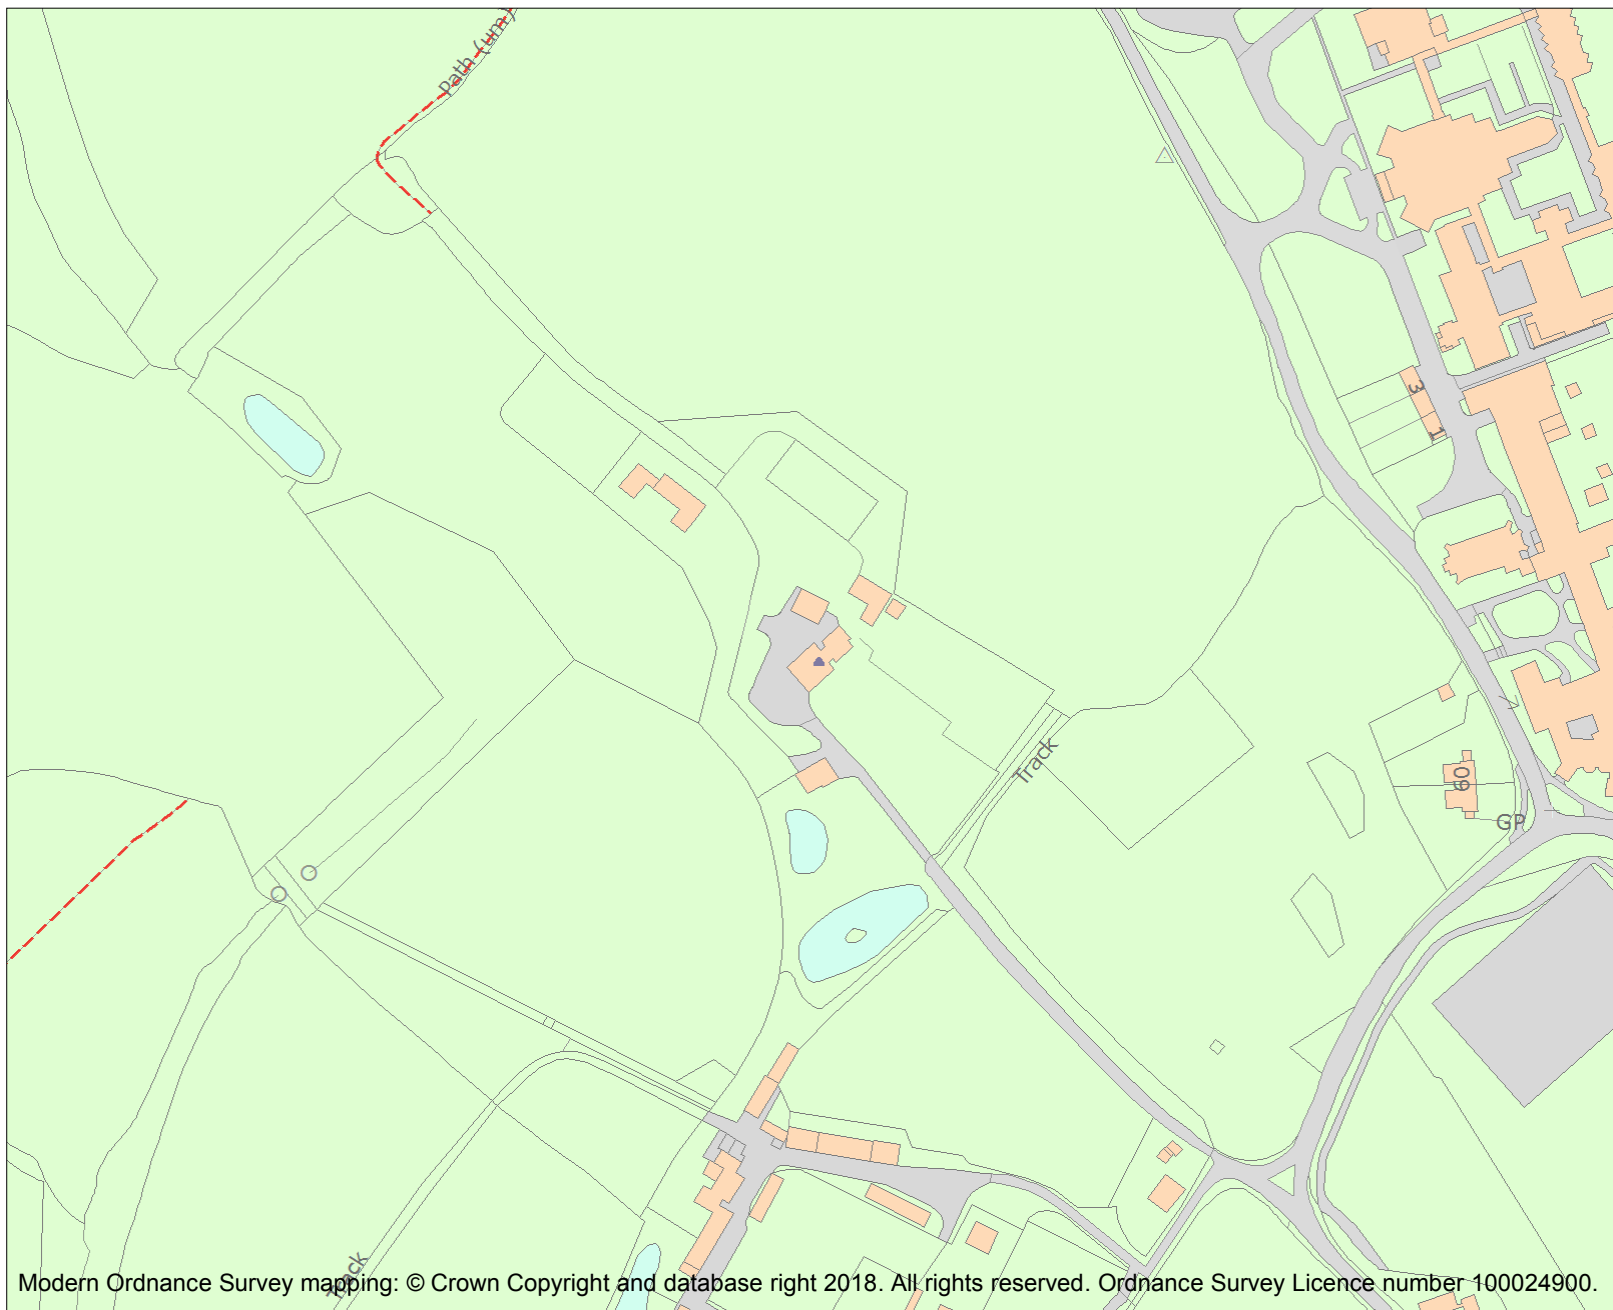 Path (um)
3
1
Track
60
GP
Track
Modern Ordnance Survey mapping: © Crown Copyright and database right 2018. All rights reserved. Ordnance Survey Licence number 100024900.